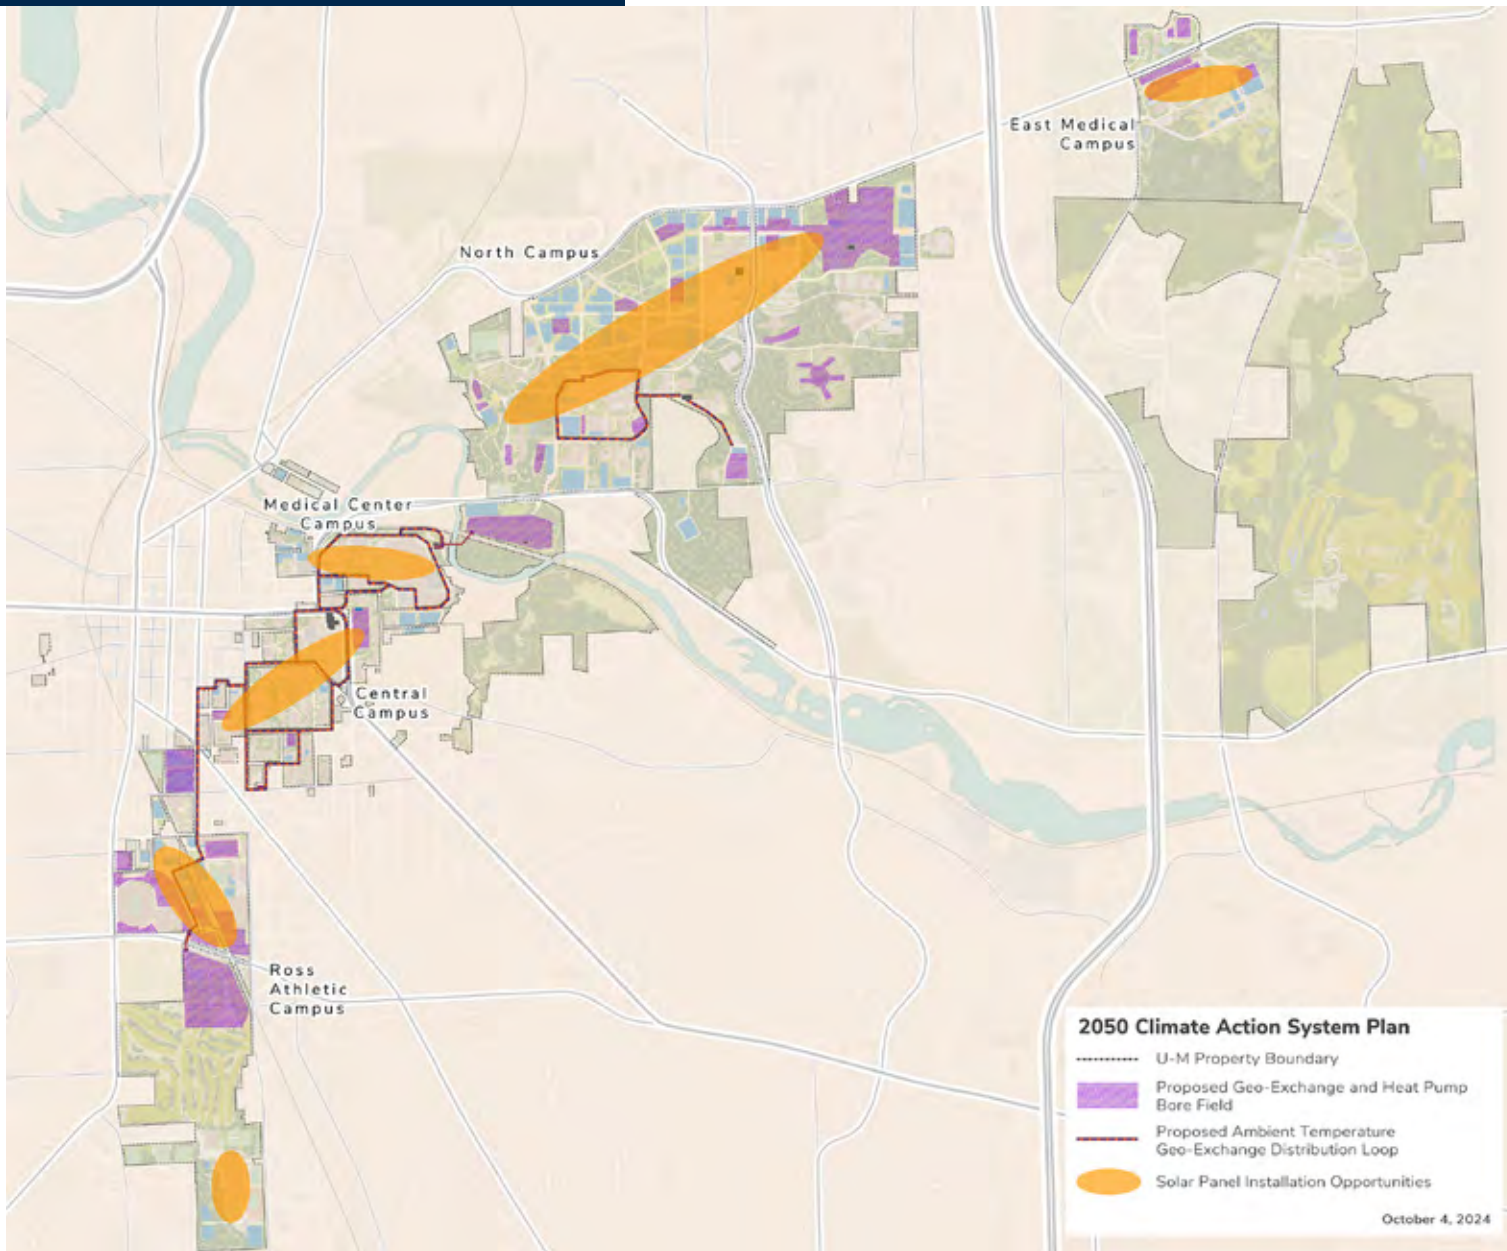 East Medical
Campus
North Campus
Medical Center
Campus
Central
Campus
Ross
Athletic
Campus
2050 Climate Action System Plan
U-M Property Boundary
Proposed Geo-Exchange and Heat Pump
Bore Field
Proposed Ambient Temperature
Geo-Exchange Distribution Loop
Solar Panel Installation Opportunities
October 4, 2024